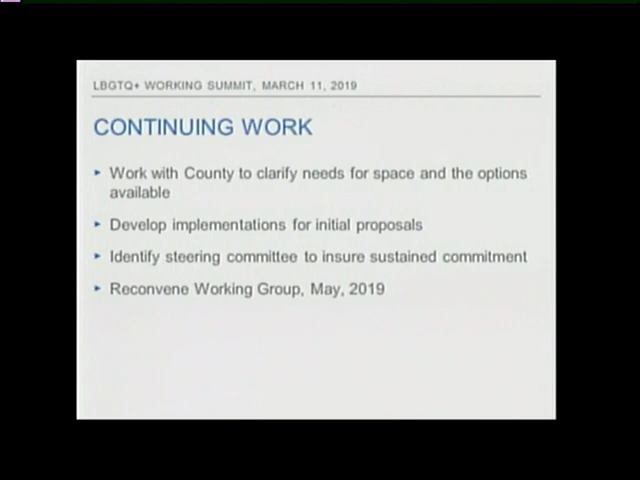 LBGTQ+ WORKING SUMMIT, MARCH 11, 2019
CONTINUING WORK
Work with County to clarify needs for space and the options
available
Develop implementations for initial proposals
Identify steering committee to insure sustained commitment
Reconvene Working Group, May, 2019